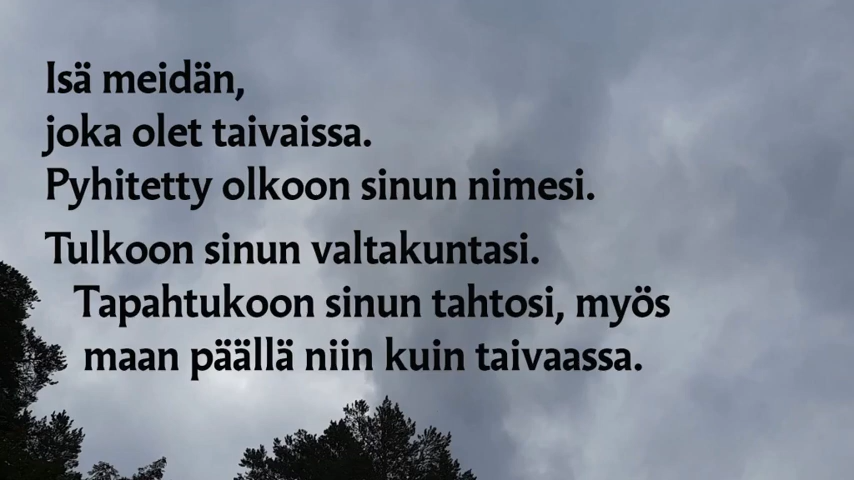 Isä meidän,
joka olet taivaissa.
Pyhitetty olkoon sinun nimesi.
Tulkoon sinun valtakuntasi.
Tapahtukoon sinun tahtosi, myös
maan päällä niin kuin taivaassa.